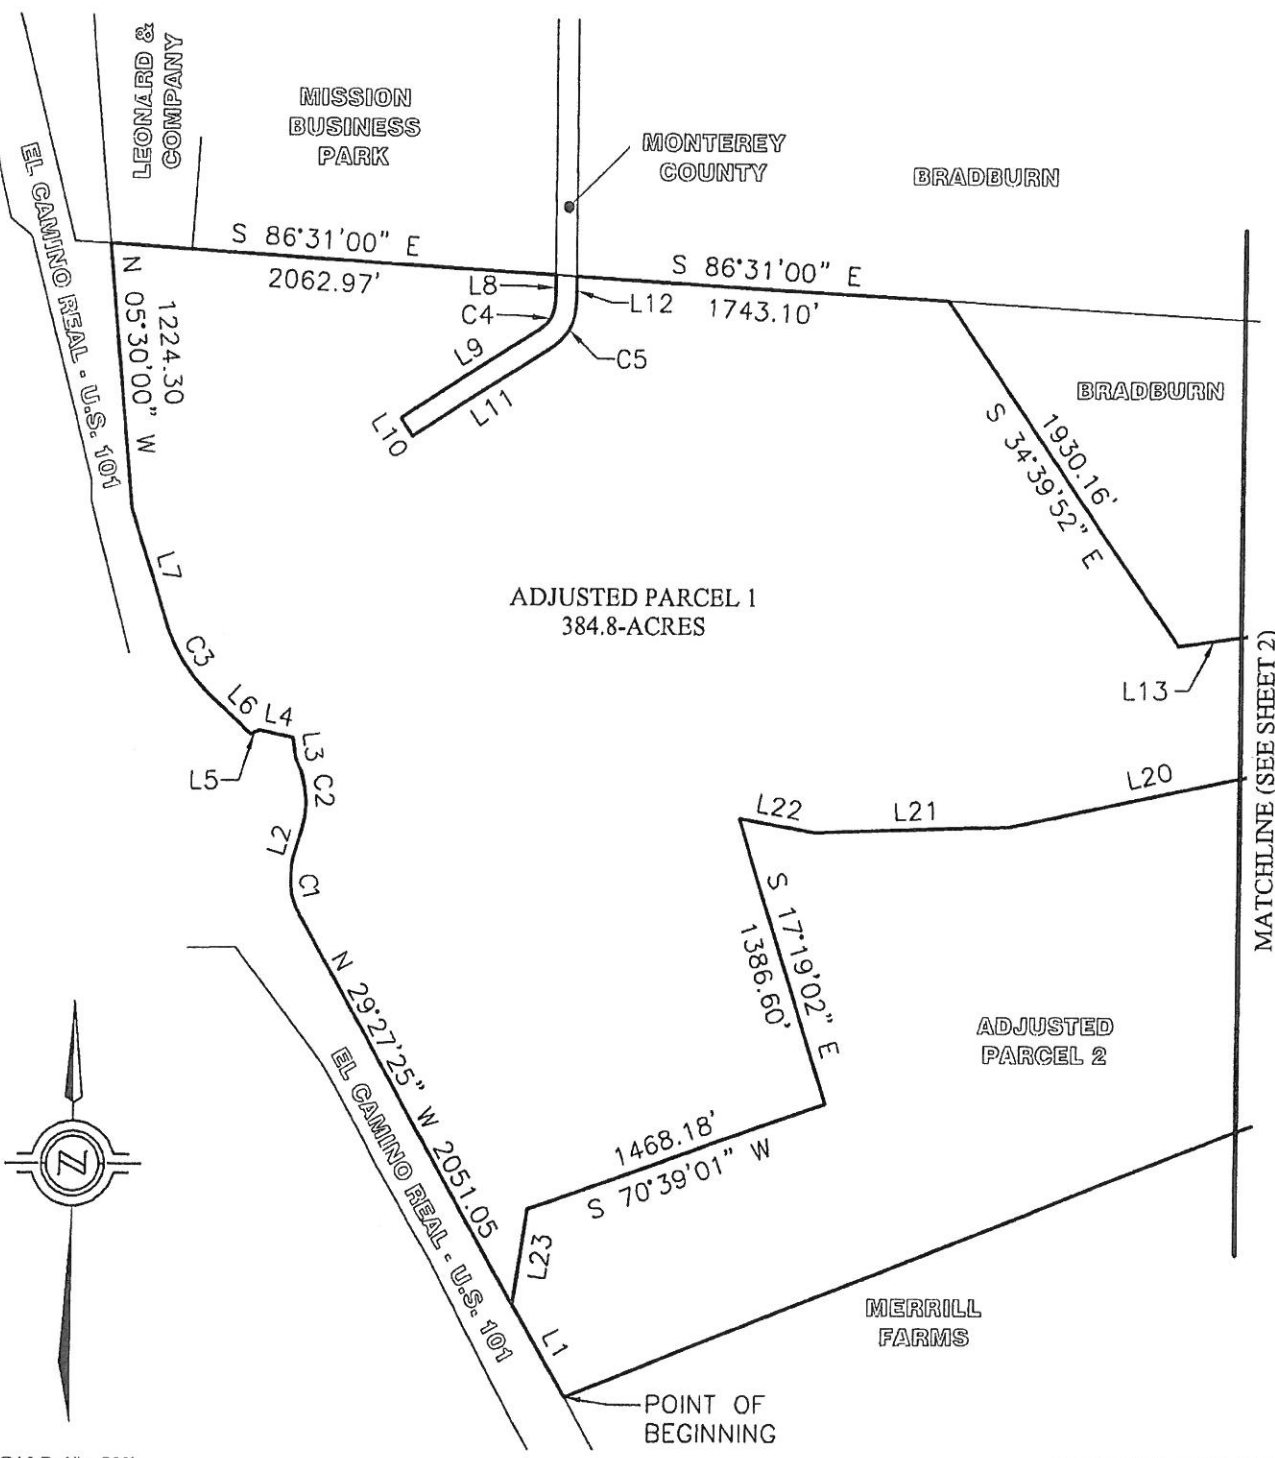 LEONARD &
COMPANY
MISSION
BUSINESS
PARK
MONTEREY
COUNTY
BRADBURN
EL CAMINO REAL - U.S. 101
S 86°31'00" E
2062.97'
S 86°31'00" E
1743.10'
L8
C4
L9
L10
L11
L12
C5
1224.30
N 05°30'00" W
BRADBURN
1930.16'
S 34°39'52" E
L7
ADJUSTED PARCEL 1
384.8-ACRES
C3
L6
L4
L5
L3
C2
L2
C1
L13
MATCHLINE (SEE SHEET 2)
L20
L21
L22
S 17°19'02" E
1386.60'
N 29°27'25" W 2051.05
ADJUSTED
PARCEL 2
EL CAMINO REAL - U.S. 101
1468.18'
S 70°39'01" W
L23
L1
Z
MERRILL
FARMS
POINT OF
BEGINNING